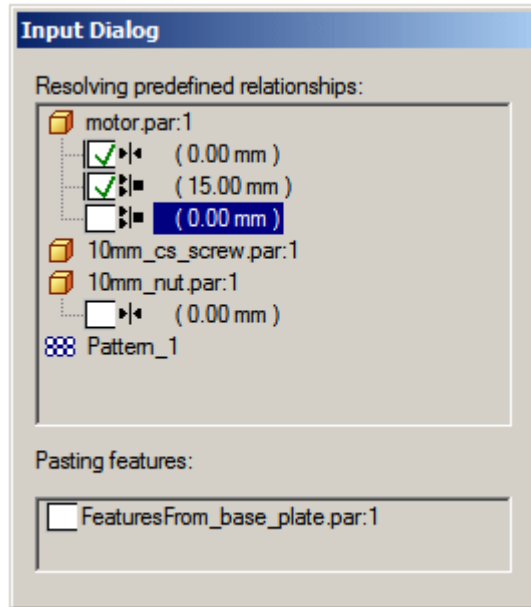 Input Dialog
Resolving predefined relationships:
motor.par:1
( 0.00 mm )
( 15.00 mm )
( 0.00 mm )
10mm_cs_screw.par:1
10mm_nut.par:1
( 0.00 mm )
Pattern_1
Pasting features:
FeaturesFrom_base_plate.par:1